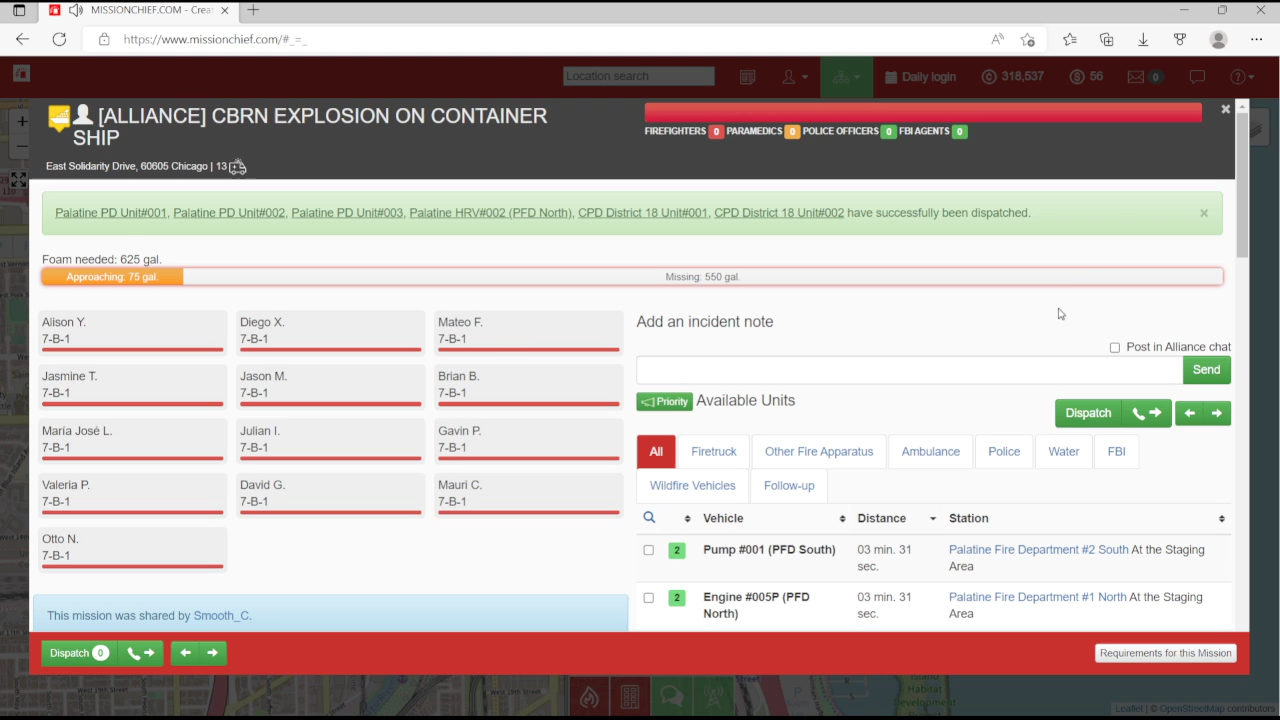 MISSIONCHIEF.COM - Crea
https://www.missionchief.com/#_=_
Location search
Daily login
318,537
56
0
[ALLIANCE] CBRN EXPLOSION ON CONTAINER
SHIP
East Solidarity Drive, 60605 Chicago | 13
FIREFIGHTERS 0 PARAMEDICS 0 POLICE OFFICERS 0 FBI AGENTS 0
Palatine PD Unit#001, Palatine PD Unit#002, Palatine PD Unit#003, Palatine HRV#002 (PFD North), CPD District 18 Unit#001, CPD District 18 Unit#002 have successfully been dispatched.
Foam needed: 625 gal.
Approaching: 75 gal. Missing: 550 gal.
Alison Y. Diego X. Mateo F.
7-B-1 7-B-1 7-B-1
Jasmine T. Jason M. Brian B.
7-B-1 7-B-1 7-B-1
María José L. Julian I. Gavin P.
7-B-1 7-B-1 7-B-1
Valeria P. David G. Mauri C.
7-B-1 7-B-1 7-B-1
Otto N.
7-B-1
This mission was shared by Smooth_C.
Add an incident note
Post in Alliance chat
Send
Priority Available Units
Dispatch
All Firetruck Other Fire Apparatus Ambulance Police Water FBI
Wildfire Vehicles Follow-up
Vehicle Distance Station
2 Pump #001 (PFD South) 03 min. 31 Palatine Fire Department #2 South At the Staging
sec. Area
2 Engine #005P (PFD 03 min. 31 Palatine Fire Department #1 North At the Staging
North) sec. Area
Dispatch 0
Requirements for this Mission
Island
Habitat
Development
Leaflet | © OpenStreetMap contributors